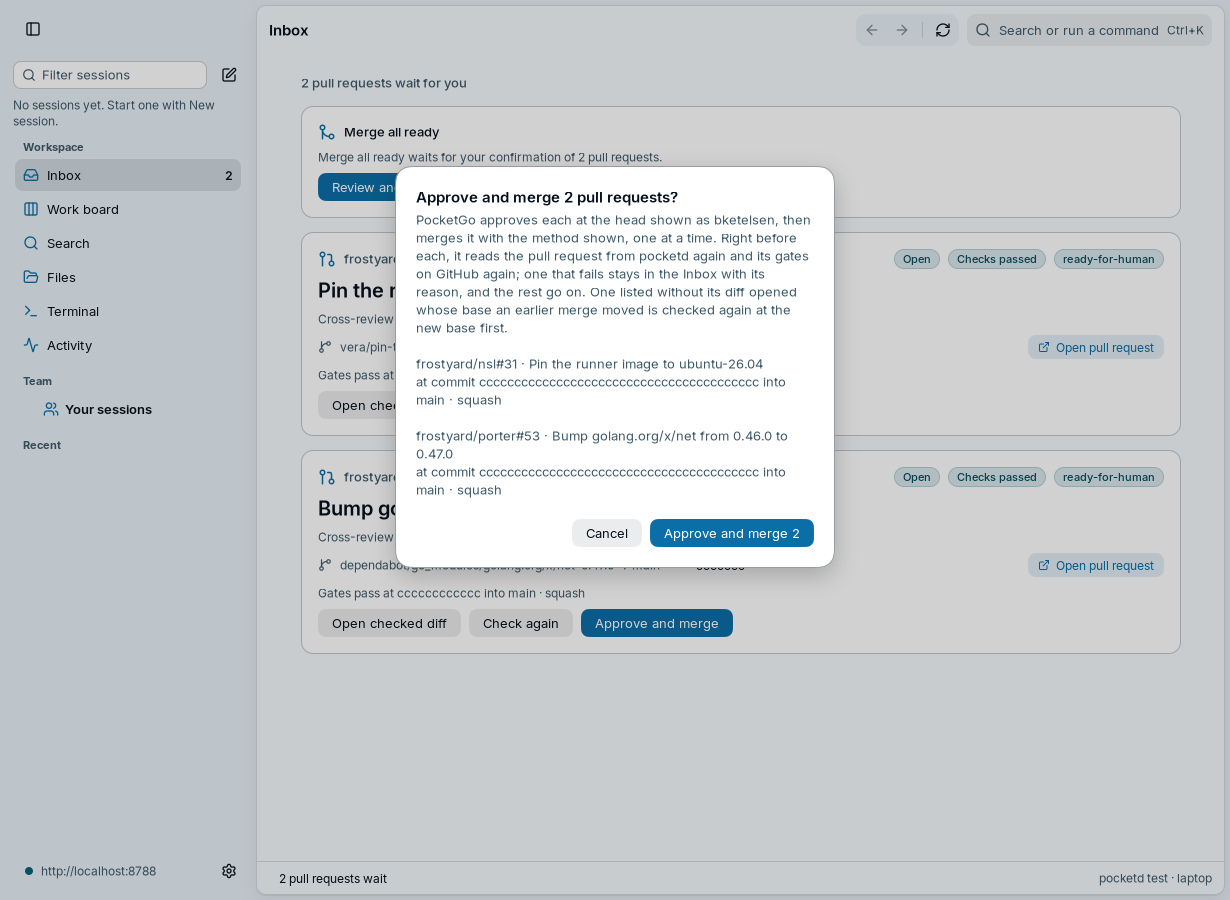 Inbox
Search or run a command Ctrl+K
Filter sessions
No sessions yet. Start one with New
session.
Workspace
Inbox 2
Work board
Search
Files
Terminal
Activity
Team
Your sessions
Recent
http://localhost:8788
2 pull requests wait for you
Merge all ready
Merge all ready waits for your confirmation of 2 pull requests.
Review
Open Checks passed ready-for-human
Pin the
Cross-review
Open pull request
Gates pass at
Open
Approve and merge 2 pull requests?
PocketGo approves each at the head shown as bketelsen, then
merges it with the method shown, one at a time. Right before
each, it reads the pull request from pocketd again and its gates
on GitHub again; one that fails stays in the Inbox with its
reason, and the rest go on. One listed without its diff opened
whose base an earlier merge moved is checked again at the
new base first.
frostyard/nsl#31 · Pin the runner image to ubuntu-26.04
at commit cccccccccccccccccccccccccccccccccccccccc into
main · squash
frostyard/porter#53 · Bump golang.org/x/net from 0.46.0 to
0.47.0
at commit cccccccccccccccccccccccccccccccccccccccc into
main · squash
Cancel Approve and merge 2
Open Checks passed ready-for-human
Bump
Cross-review
Open pull request
Gates pass at cccccccccccc into main · squash
Open checked diff Check again Approve and merge
2 pull requests wait
pocketd test · laptop